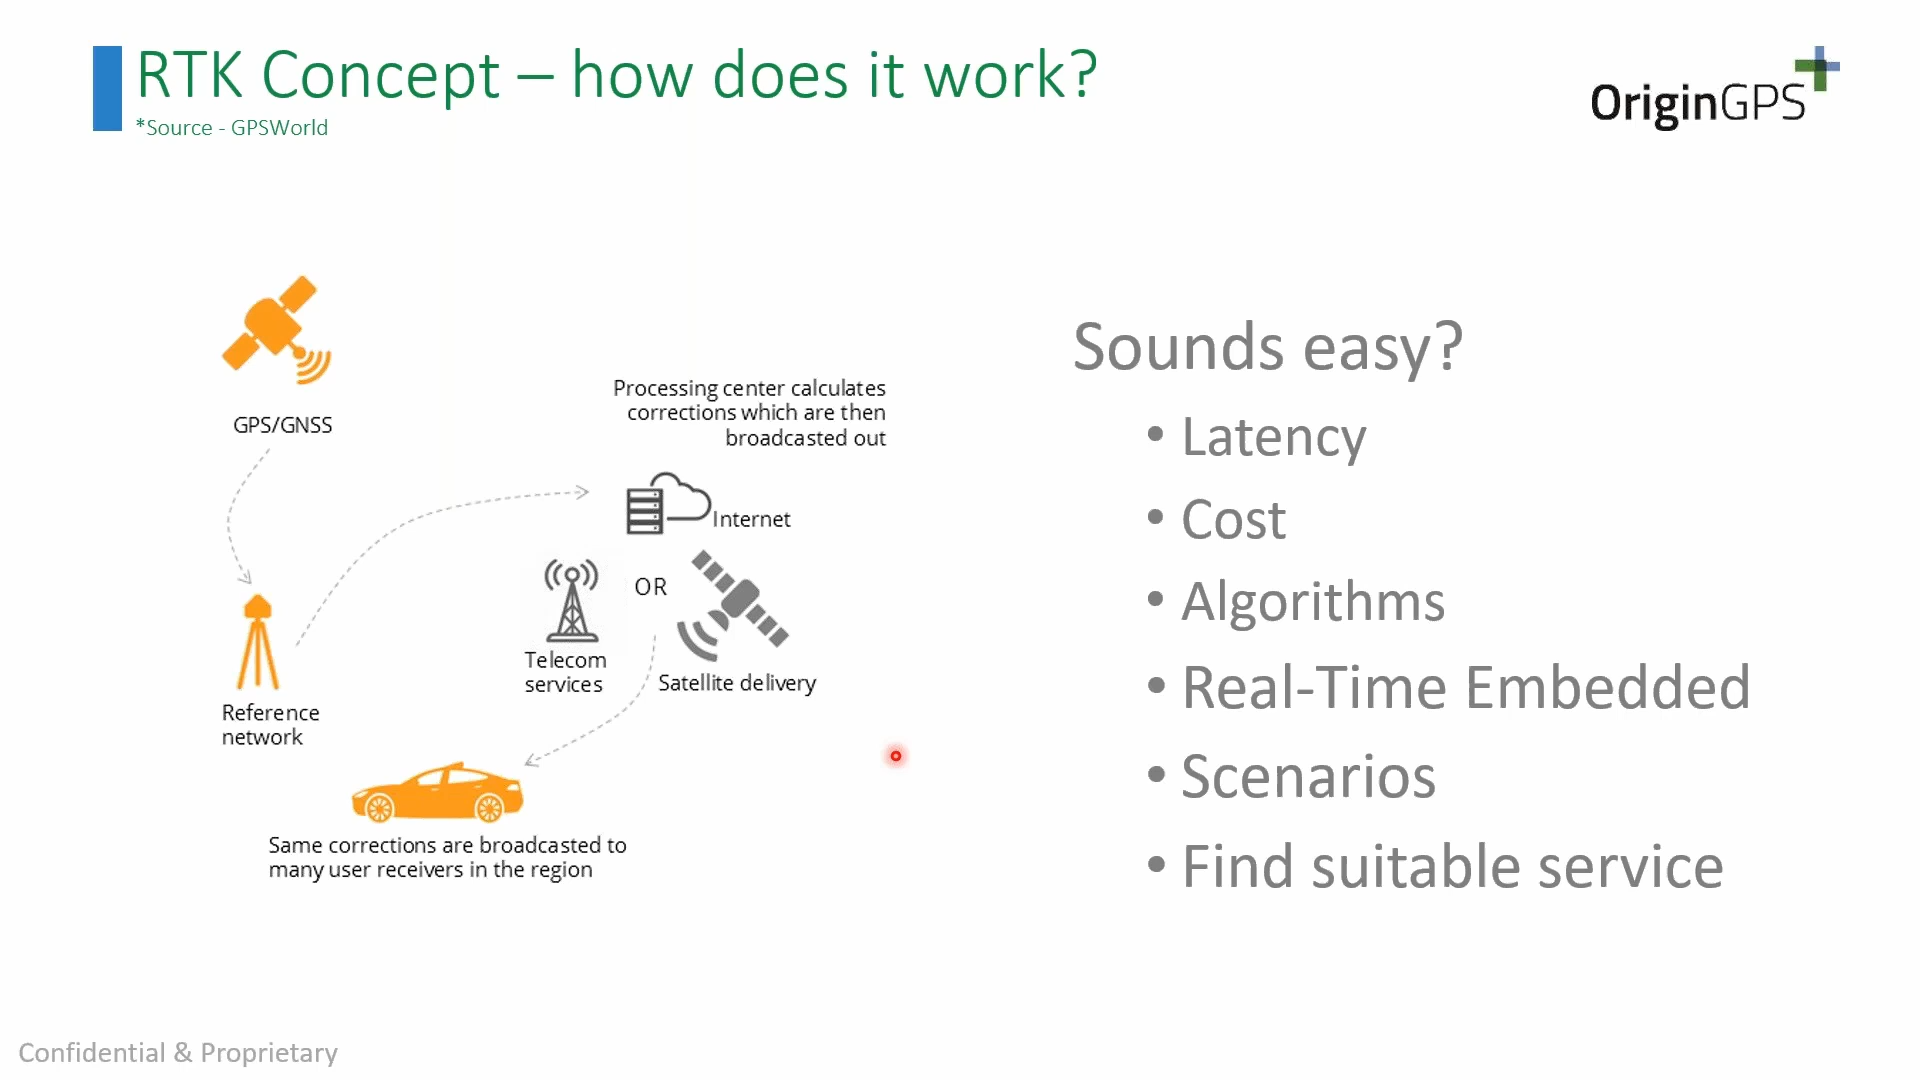 RTK Concept – how does it work?
*Source - GPSWorld
OriginGPS
GPS/GNSS
Processing center calculates
corrections which are then
broadcasted out
Internet
OR
Telecom
services
Satellite delivery
Reference
network
Same corrections are broadcasted to
many user receivers in the region
Sounds easy?
• Latency
• Cost
• Algorithms
• Real-Time Embedded
• Scenarios
• Find suitable service
Confidential & Proprietary